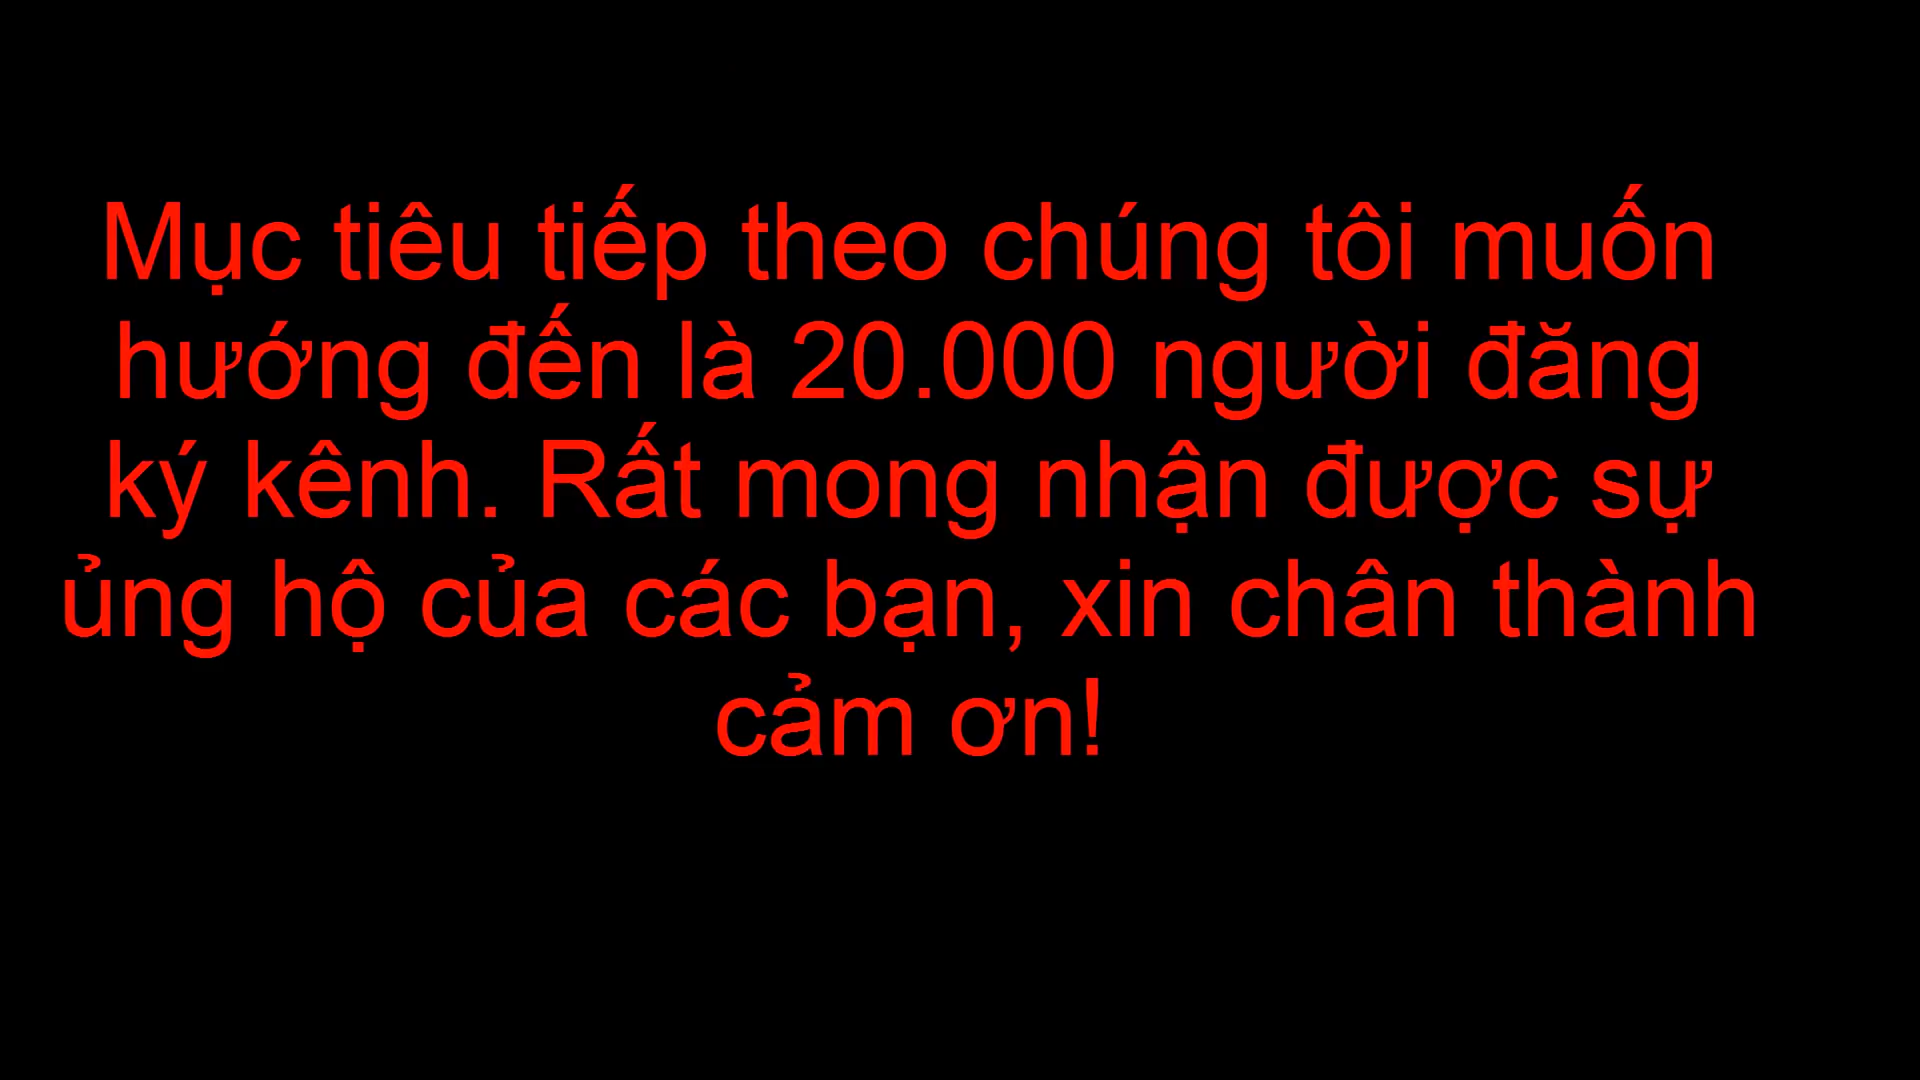 Mục tiêu tiếp theo chúng tôi muốn
hướng đến là 20.000 người đăng
ký kênh. Rất mong nhận được sự
ủng hộ của các bạn, xin chân thành
cảm ơn!